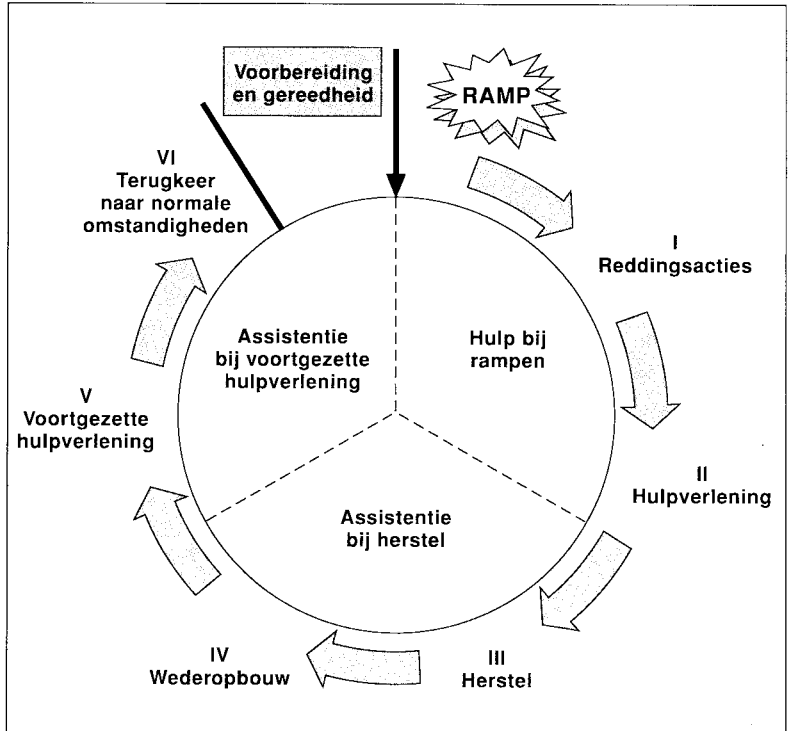 Voorbereiding
en gereedheid
RAMP
I
Reddingsacties
II
Hulpverlening
III
Herstel
IV
Wederopbouw
V
Voortgezette
hulpverlening
VI
Terugkeer
naar normale
omstandigheden
Hulp bij
rampen
Assistentie
bij herstel
Assistentie
bij voortgezette
hulpverlening